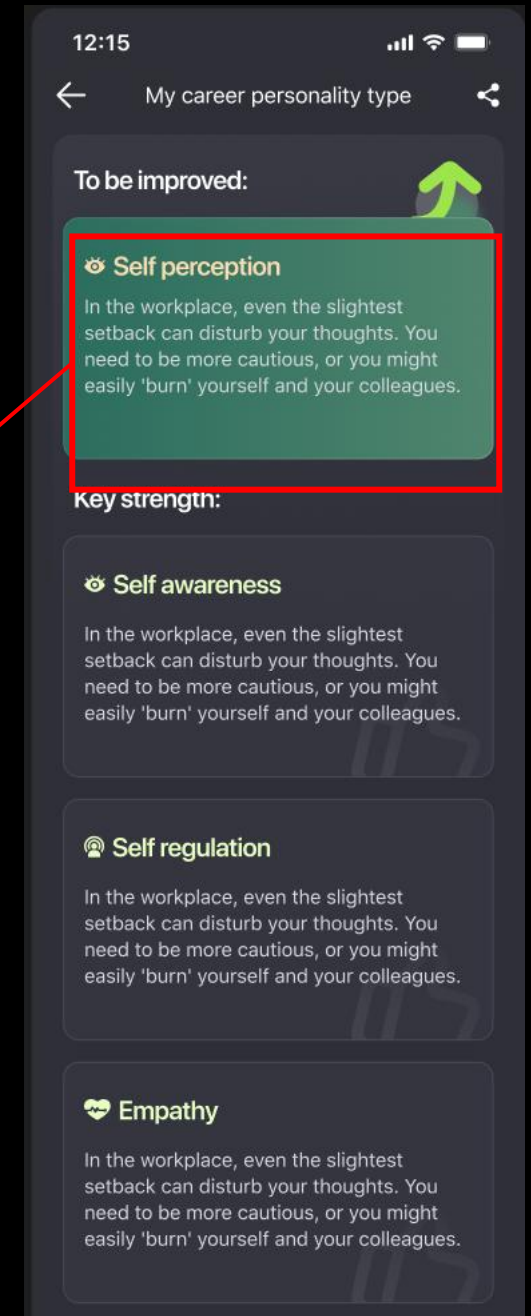 12:15
My career personality type
To be improved:
Self perception
In the workplace, even the slightest
setback can disturb your thoughts. You
need to be more cautious, or you might
easily 'burn' yourself and your colleagues.
Key strength:
Self awareness
In the workplace, even the slightest
setback can disturb your thoughts. You
need to be more cautious, or you might
easily 'burn' yourself and your colleagues.
Self regulation
In the workplace, even the slightest
setback can disturb your thoughts. You
need to be more cautious, or you might
easily 'burn' yourself and your colleagues.
Empathy
In the workplace, even the slightest
setback can disturb your thoughts. You
need to be more cautious, or you might
easily 'burn' yourself and your colleagues.